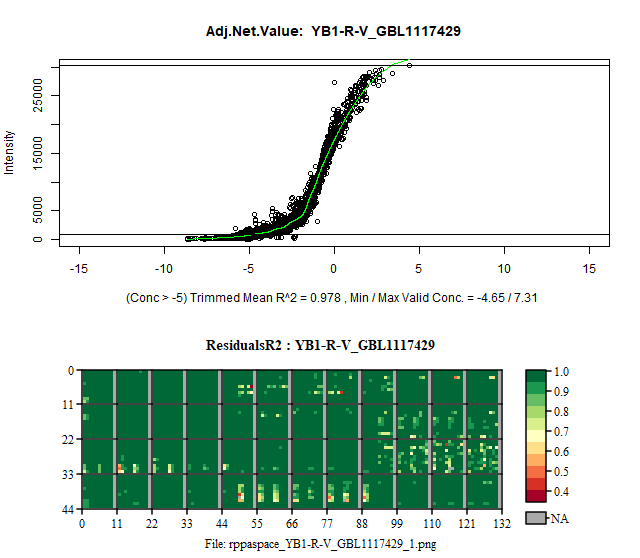 Adj.Net.Value: YB1-R-V_GBL1117429
Intensity
25000
15000
5000
0
-15 -10 -5 0 5 10 15
(Conc > -5) Trimmed Mean R^2 = 0.978 , Min / Max Valid Conc. = -4.65 / 7.31
ResidualsR2 : YB1-R-V_GBL1117429
0
11
22
33
44
0 11 22 33 44 55 66 77 88 99 110 121 132
1.0
0.9
0.8
0.7
0.6
0.5
0.4
NA
File: rppaspace_YB1-R-V_GBL1117429_1.png